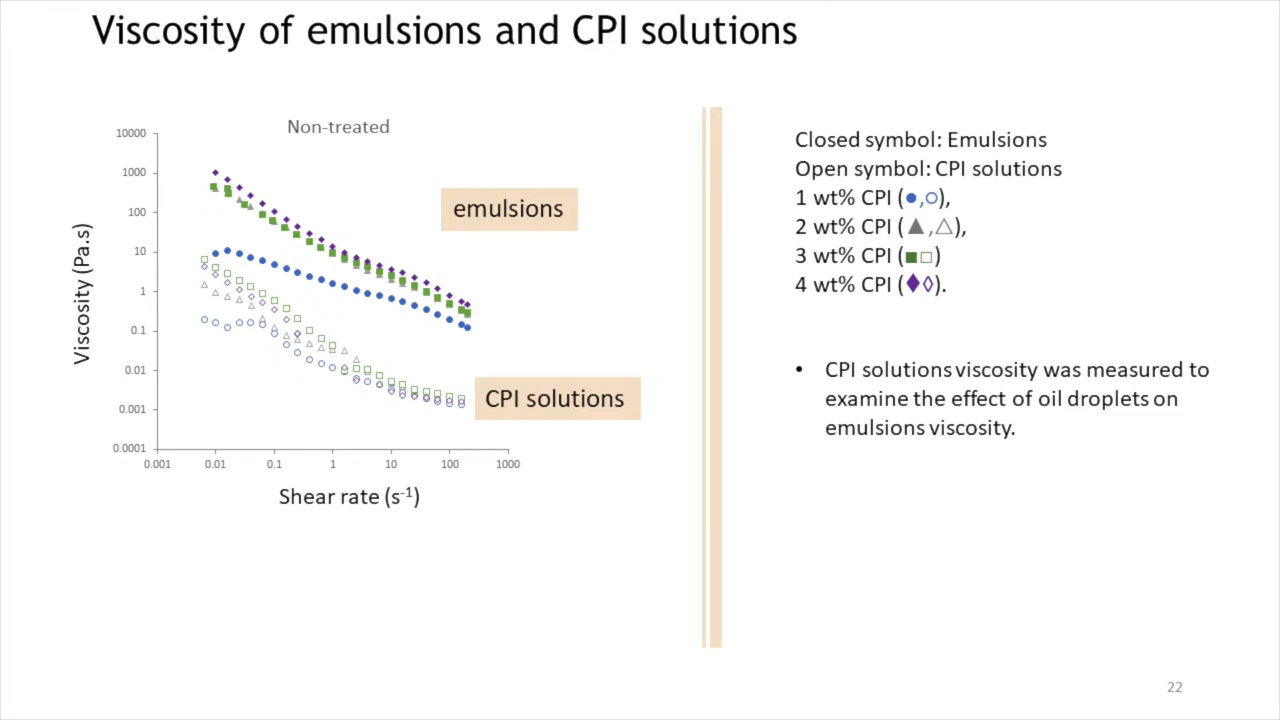 Viscosity of emulsions and CPI solutions
Non-treated
10000
1000
100
10
1
0.1
0.01
0.001
0.0001
0.001 0.01 0.1 1 10 100 1000
Viscosity (Pa.s)
Shear rate (s⁻¹)
emulsions
CPI solutions
Closed symbol: Emulsions
Open symbol: CPI solutions
1 wt% CPI (●,○),
2 wt% CPI (▲,△),
3 wt% CPI (■□)
4 wt% CPI (♦◊).
• CPI solutions viscosity was measured to
examine the effect of oil droplets on
emulsions viscosity.
22